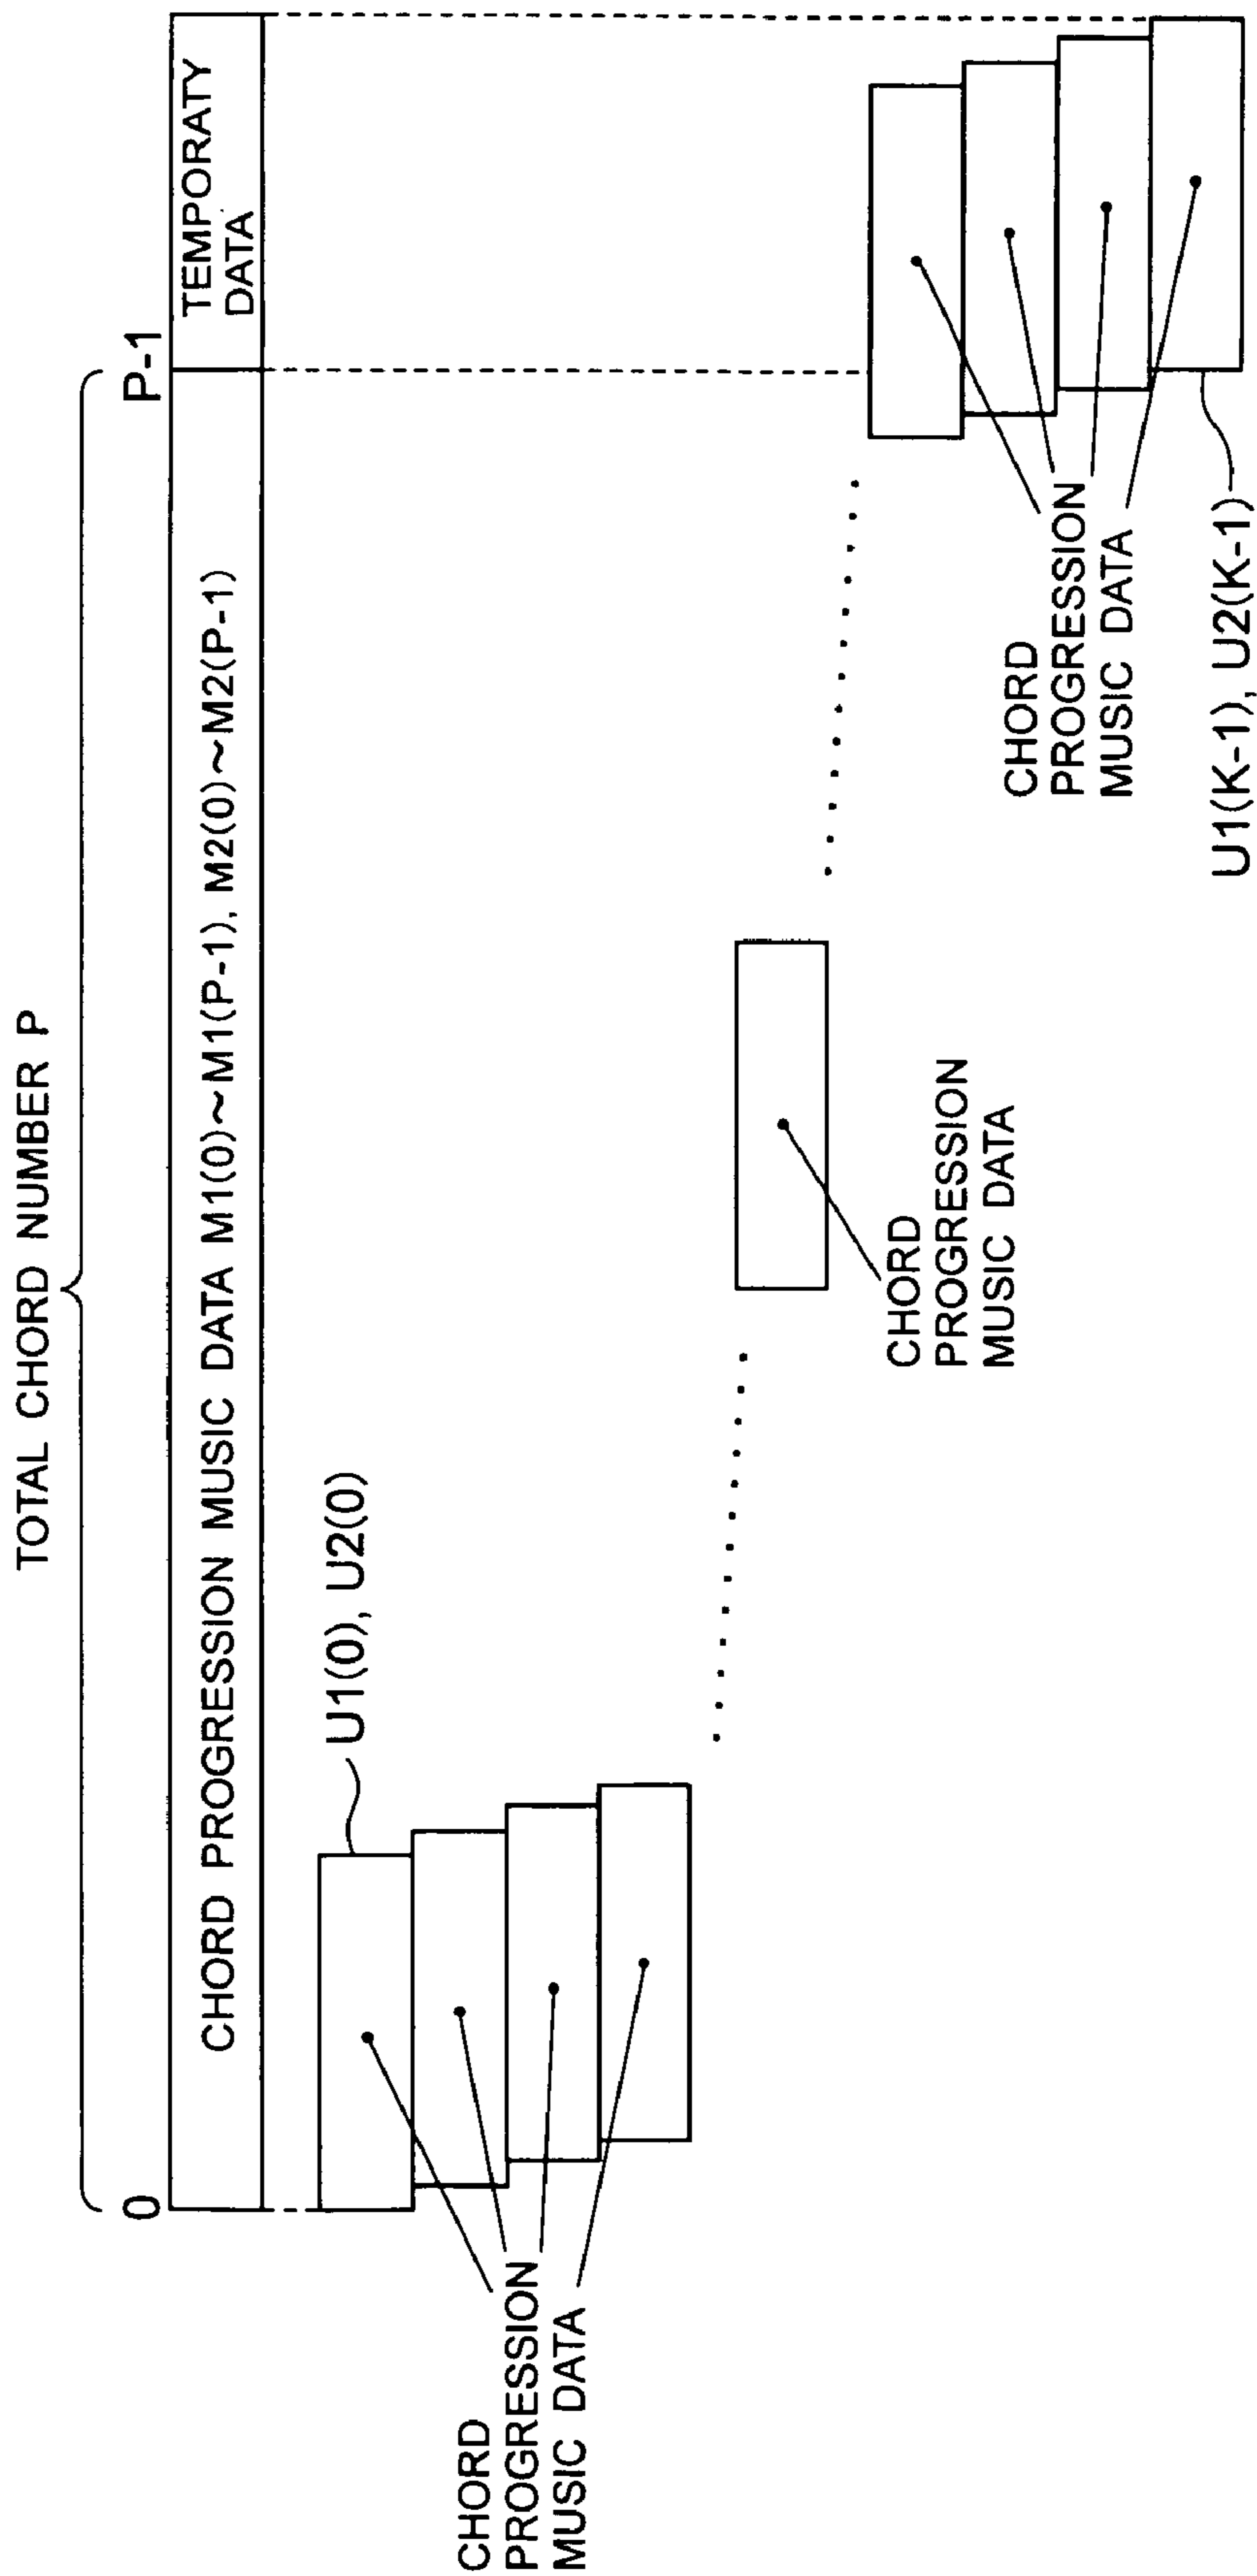 TOTAL CHORD NUMBER P
0
P-1
CHORD PROGRESSION MUSIC DATA M1(0)~M1(P-1), M2(0)~M2(P-1)
TEMPORATY
DATA
U1(0), U2(0)
CHORD
PROGRESSION
MUSIC DATA
CHORD
PROGRESSION
MUSIC DATA
CHORD
PROGRESSION
MUSIC DATA
U1(K-1), U2(K-1)